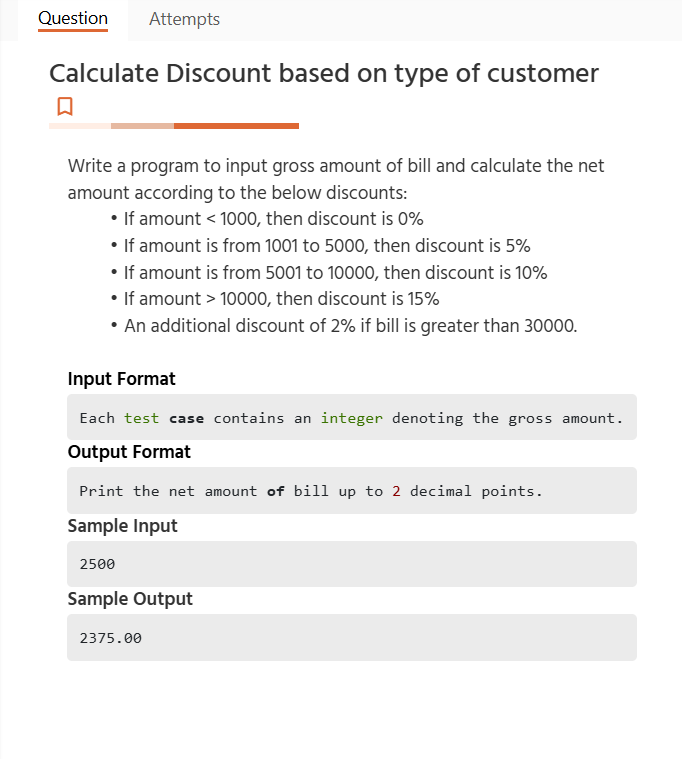 Question Attempts
Calculate Discount based on type of customer
Write a program to input gross amount of bill and calculate the net
amount according to the below discounts:
• If amount < 1000, then discount is 0%
• If amount is from 1001 to 5000, then discount is 5%
• If amount is from 5001 to 10000, then discount is 10%
• If amount > 10000, then discount is 15%
• An additional discount of 2% if bill is greater than 30000.
Input Format
Each test case contains an integer denoting the gross amount.
Output Format
Print the net amount of bill up to 2 decimal points.
Sample Input
2500
Sample Output
2375.00